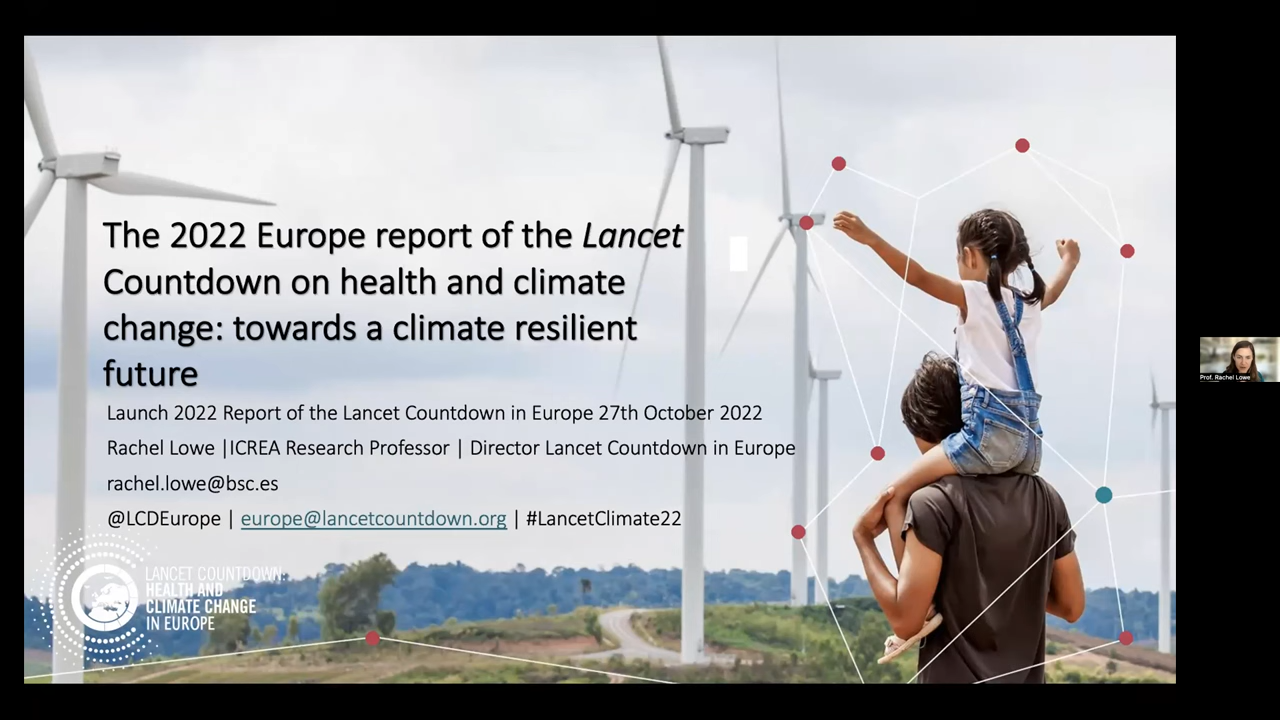 The 2022 Europe report of the Lancet
Countdown on health and climate
change: towards a climate resilient
future
Launch 2022 Report of the Lancet Countdown in Europe 27th October 2022
Rachel Lowe |ICREA Research Professor | Director Lancet Countdown in Europe
rachel.lowe@bsc.es
@LCDEurope | europe@lancetcountdown.org | #LancetClimate22
LANCET COUNTDOWN:
HEALTH AND
CLIMATE CHANGE
IN EUROPE
Prof. Rachel Lowe